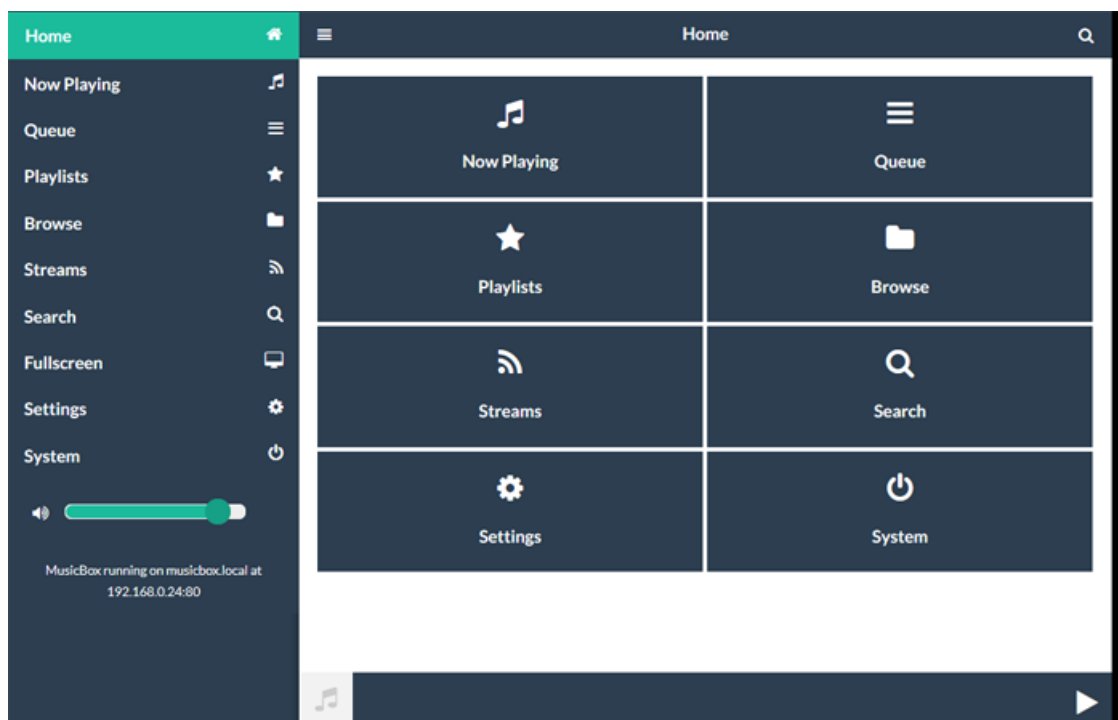 Home
Now Playing
Queue
Playlists
Browse
Streams
Search
Fullscreen
Settings
System
MusicBox running on musicbox.local at
192.168.0.24:80
Home
Now Playing
Queue
Playlists
Browse
Streams
Search
Settings
System